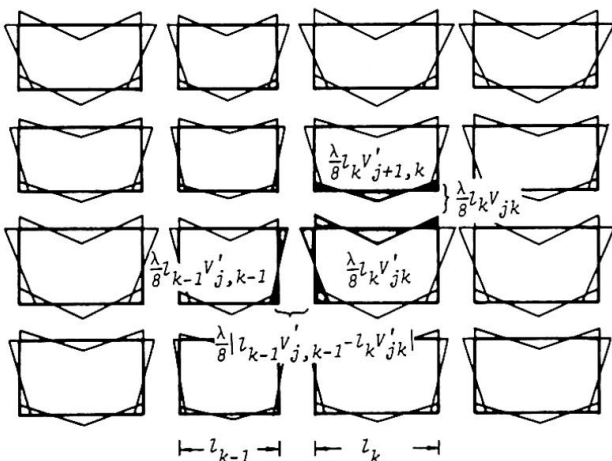 λ/8 l_k V'_{j+1,k}
} λ/8 l_k V_{jk}
λ/8 l_{k-1} V'_{j,k-1}
λ/8 l_k V'_{jk}
λ/8 |l_{k-1} V'_{j,k-1} - l_k V'_{jk}|
l_{k-1}
l_k